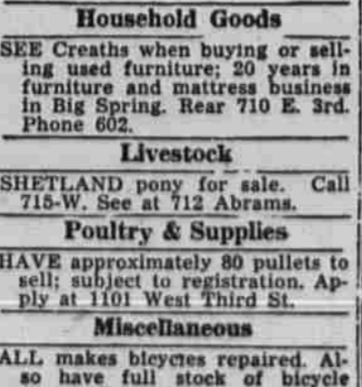 Household Goods
SEE Creaths when buying or sell-
ing used furniture; 20 years in
furniture and mattress business
in Big Spring. Rear 710 E. 3rd.
Phone 602.
Livestock
SHETLAND pony for sale. Call
715-W. See at 712 Abrams.
Poultry & Supplies
HAVE approximately 80 pullets to
sell; subject to registration. Ap-
ply at 1101 West Third St.
Miscellaneous
ALL makes bicycles repaired. Al-
so have full stock of bicycle